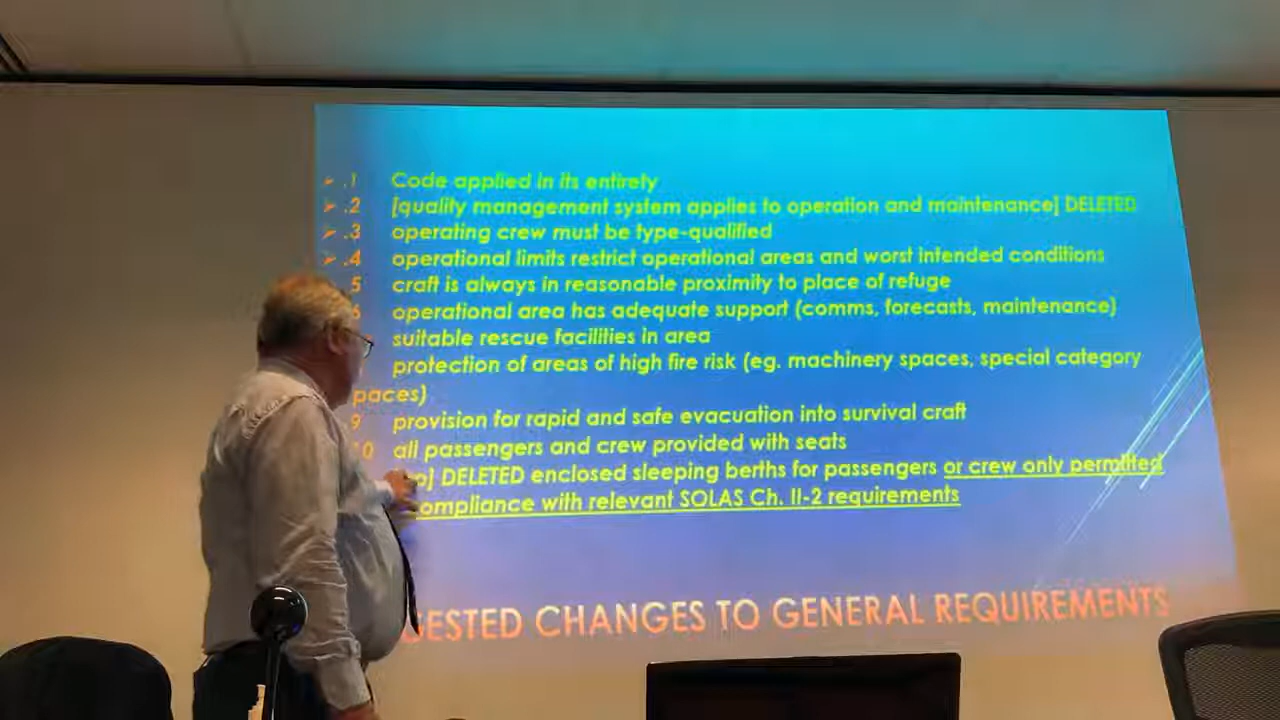 .1 Code applied in its entirety
.2 [quality management system applies to operation and maintenance] DELETED
.3 operating crew must be type-qualified
.4 operational limits restrict operational areas and worst intended conditions
5 craft is always in reasonable proximity to place of refuge
6 operational area has adequate support (comms, forecasts, maintenance)
suitable rescue facilities in area
protection of areas of high fire risk (eg. machinery spaces, special category
paces)
9 provision for rapid and safe evacuation into survival craft
10 all passengers and crew provided with seats
DELETED enclosed sleeping berths for passengers or crew only permitted
ompliance with relevant SOLAS Ch. II-2 requirements
GESTED CHANGES TO GENERAL REQUIREMENTS